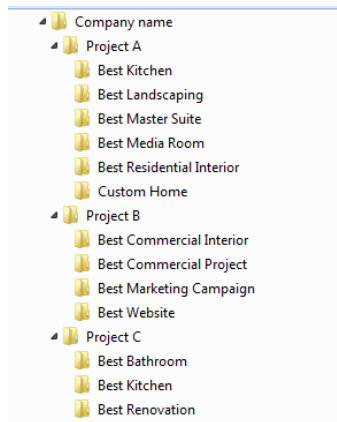 Company name
Project A
Best Kitchen
Best Landscaping
Best Master Suite
Best Media Room
Best Residential Interior
Custom Home
Project B
Best Commercial Interior
Best Commercial Project
Best Marketing Campaign
Best Website
Project C
Best Bathroom
Best Kitchen
Best Renovation